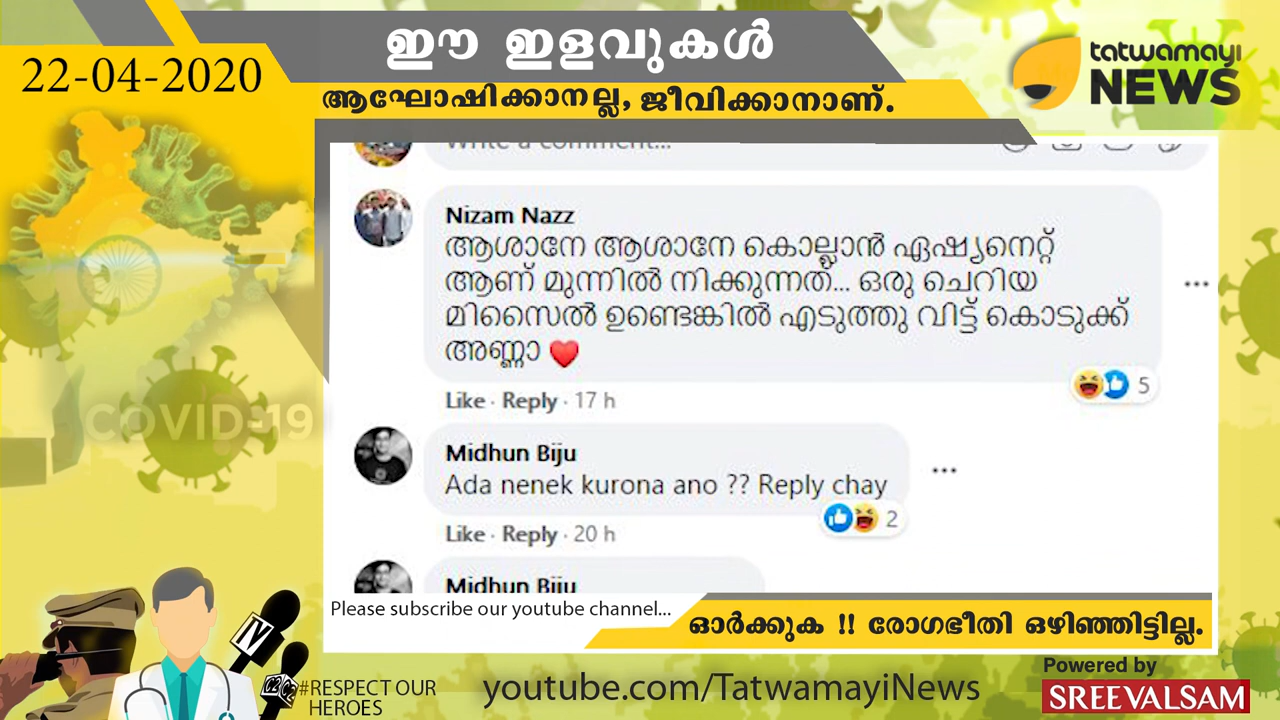 22-04-2020
ഈ ഇളവുകൾ
ആഘോഷിക്കാനല്ല, ജീവിക്കാനാണ്.
tatwamayi
NEWS
Write a comment...
Nizam Nazz
ആശാനേ ആശാനേ കൊല്ലാൻ ഏഷ്യനെറ്റ്
ആണ് മുന്നിൽ നിക്കുന്നത്... ഒരു ചെറിയ
മിസൈൽ ഉണ്ടെങ്കിൽ എടുത്തു വിട്ട് കൊടുക്ക്
അണ്ണാ ❤️
5
Like · Reply · 17 h
Midhun Biju
Ada nenek kurona ano ?? Reply chay
2
Like · Reply · 20 h
Midhun Biju
COVID-19
Please subscribe our youtube channel...
ഓർക്കുക !! രോഗഭീതി ഒഴിഞ്ഞിട്ടില്ല.
#RESPECT OUR
HEROES
youtube.com/TatwamayiNews
Powered by
SREEVALSAM